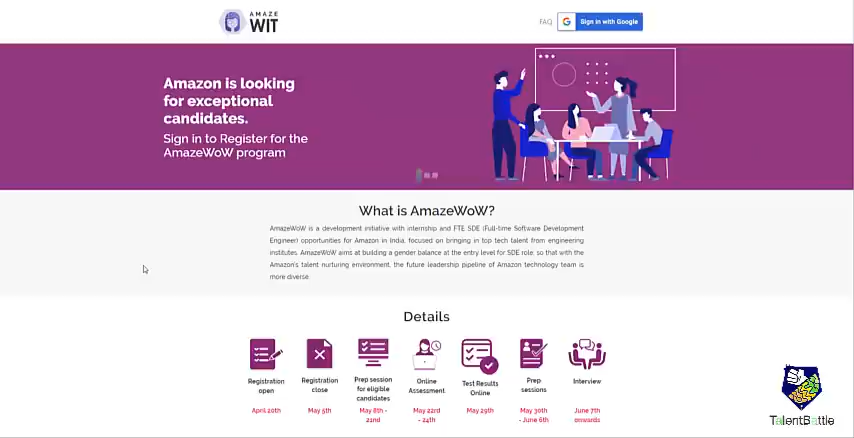 AMAZE
WIT
FAQ
G Sign in with Google
Amazon is looking
for exceptional
candidates.
Sign in to Register for the
AmazeWoW program
What is AmazeWoW?
AmazeWoW is a development initiative with internship and FTE SDE (Full-time Software Development
Engineer) opportunities for Amazon in India, focused on bringing in top tech talent from engineering
institutes. AmazeWoW aims at building a gender balance at the entry level for SDE role, so that with the
Amazon's talent nurturing environment, the future leadership pipeline of Amazon technology team is
more diverse.
Details
Registration
open
April 20th
Registration
close
May 5th
Prep session
for eligible
candidates
May 8th -
22nd
Online
Assessment
May 22rd
- 24th
Test Results
Online
May 29th
Prep
sessions
May 30th
- June 6th
Interview
June 7th
onwards
TalentBattle